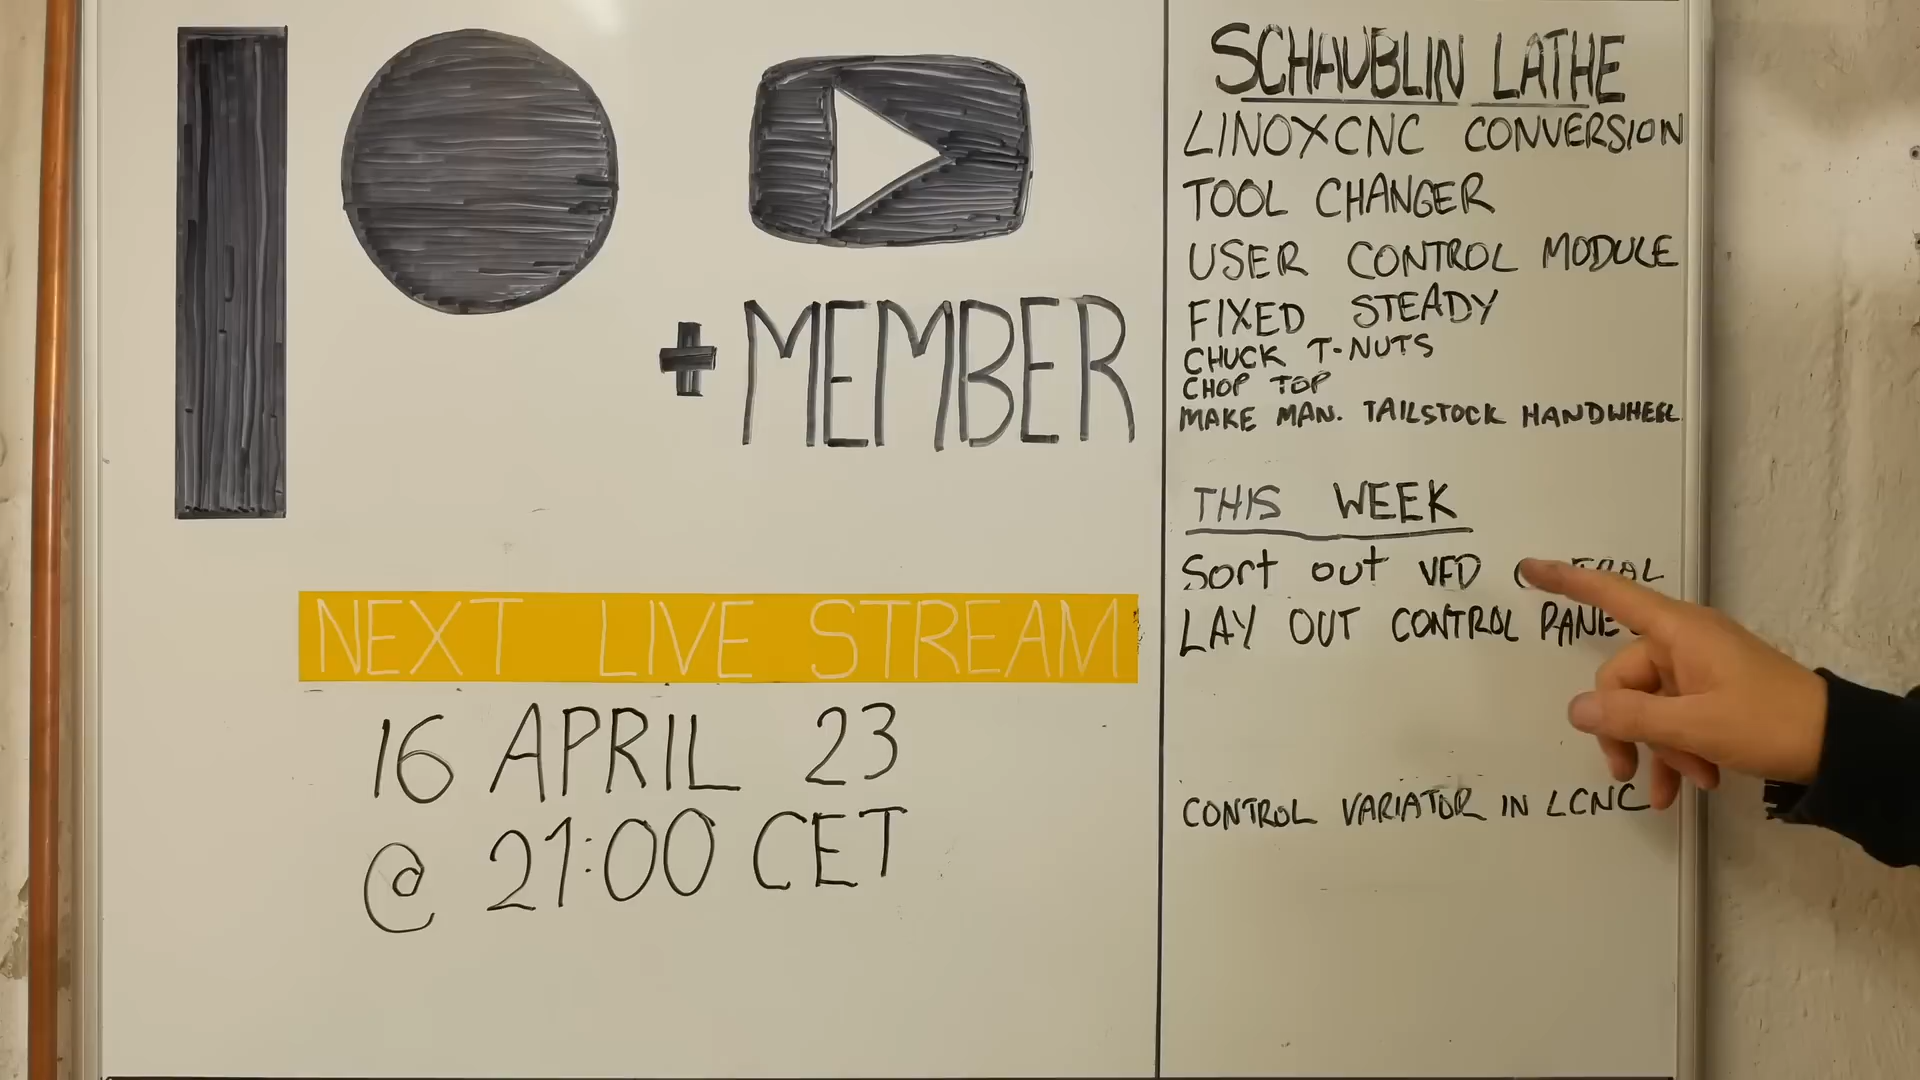 + MEMBER
NEXT LIVE STREAM
16 APRIL 23
@ 21:00 CET
SCHAUBLIN LATHE
LINUXCNC CONVERSION
TOOL CHANGER
USER CONTROL MODULE
FIXED STEADY
CHUCK T-NUTS
CHOP TOP
MAKE MAN. TAILSTOCK HANDWHEEL
THIS WEEK
Sort out VFD
LAY OUT CONTROL
CONTROL VARIATOR IN LCNC